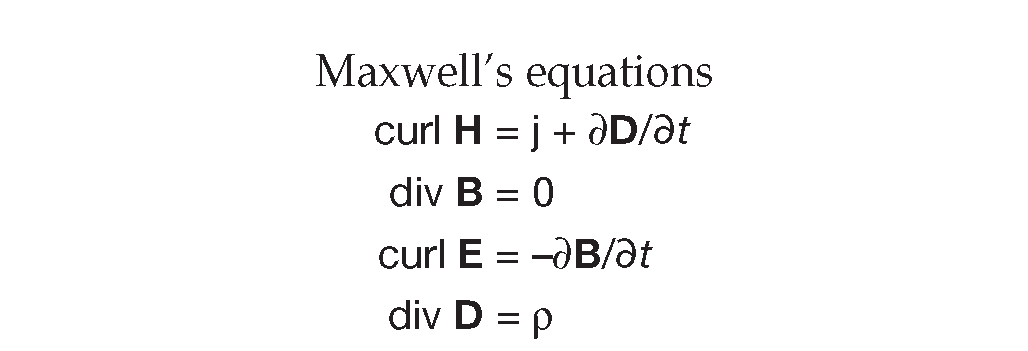 Maxwell's equations
curl H = j + ∂D/∂t
div B = 0
curl E = –∂B/∂t
div D = ρ